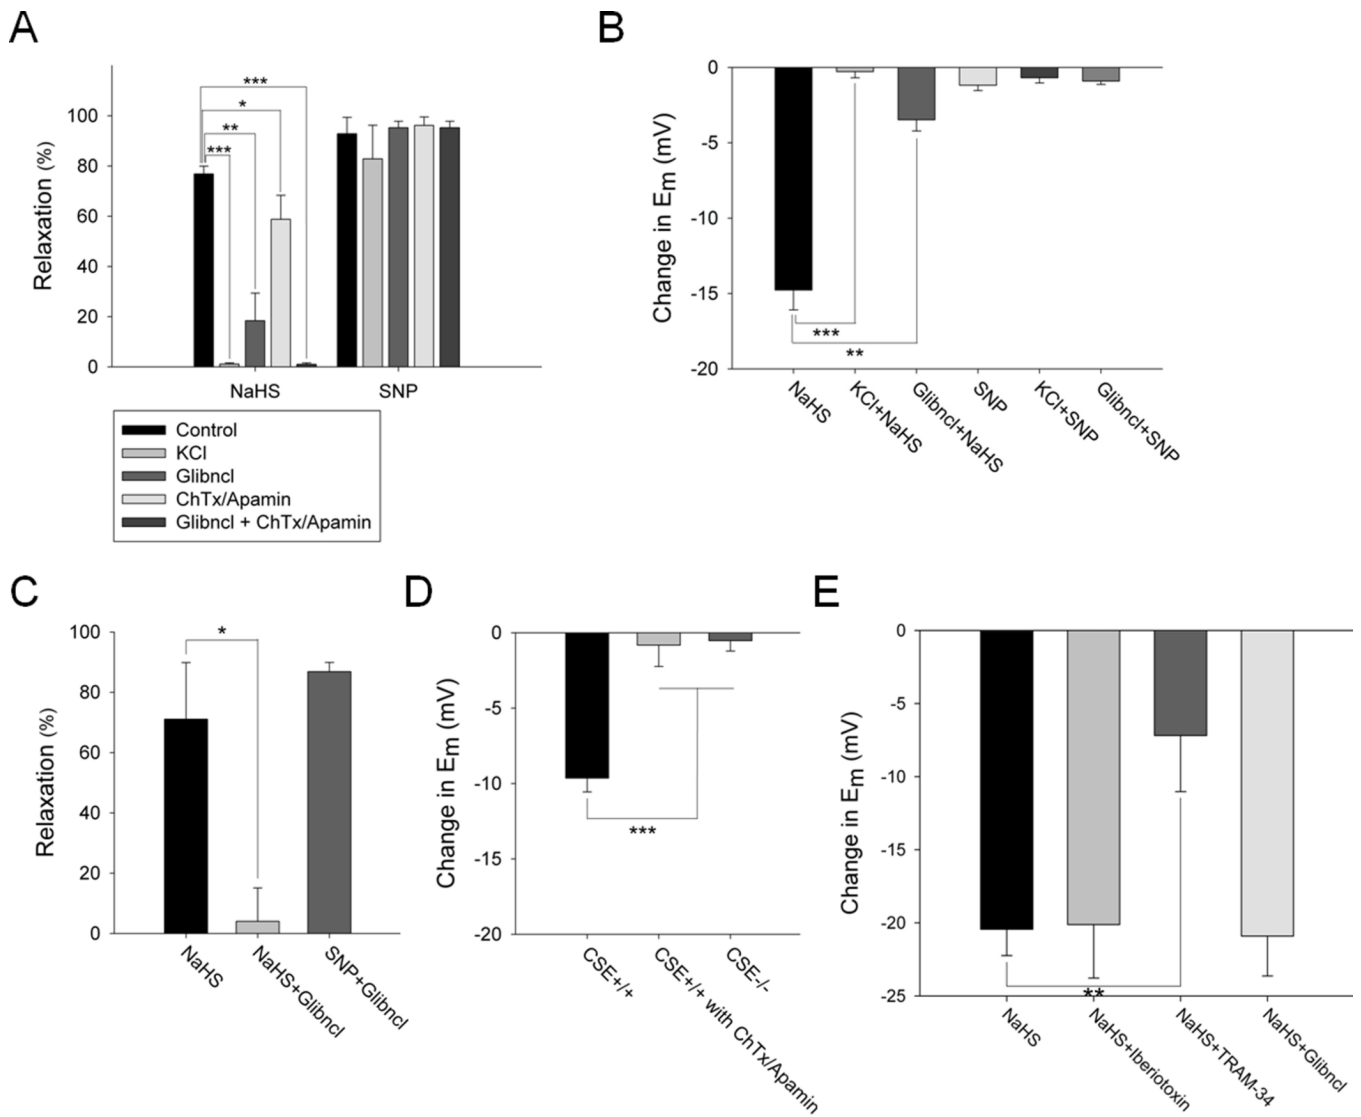 A
Relaxation (%)
100
80
60
40
20
0
***
*
**
***
NaHS
SNP
Control
KCl
Glibncl
ChTx/Apamin
Glibncl + ChTx/Apamin
B
Change in Em (mV)
0
-5
-10
-15
-20
***
**
NaHS
KCl+NaHS
Glibncl+NaHS
SNP
KCl+SNP
Glibncl+SNP
C
Relaxation (%)
100
80
60
40
20
0
*
NaHS
NaHS+Glibncl
SNP+Glibncl
D
Change in Em (mV)
0
-5
-10
-15
-20
***
CSE+/+
CSE+/+ with ChTx/Apamin
CSE-/-
E
Change in Em (mV)
0
-5
-10
-15
-20
-25
**
NaHS
NaHS+Iberiotoxin
NaHS+TRAM-34
NaHS+Glibncl